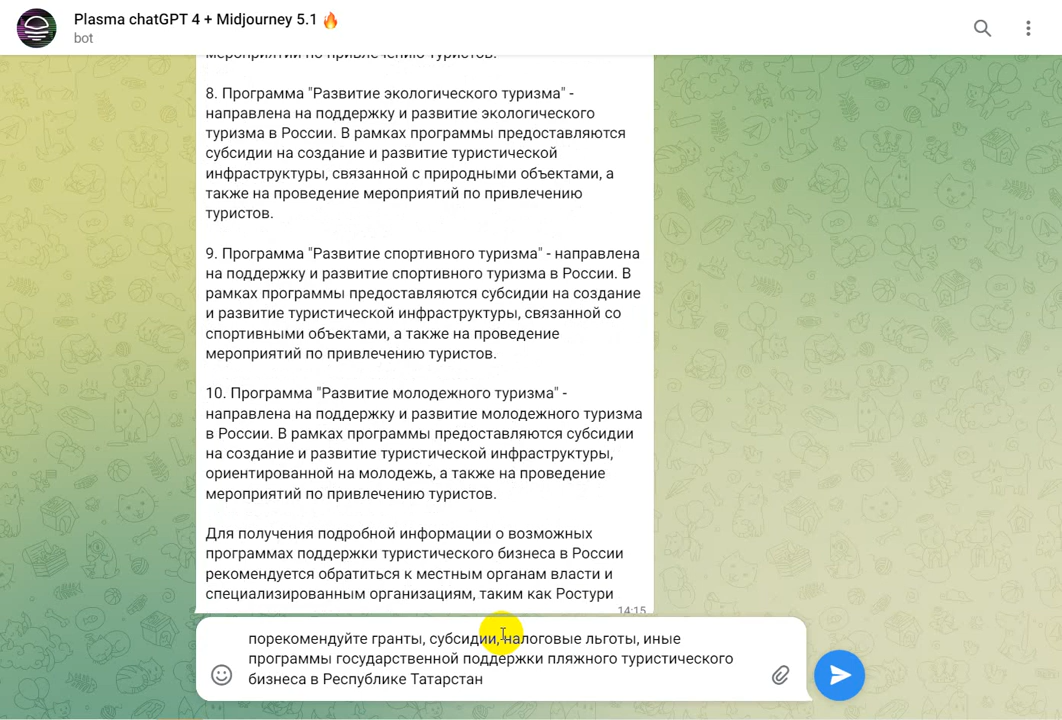 Plasma chatGPT 4 + Midjourney 5.1 🔥
bot
мероприятий по привлечению туристов.
8. Программа "Развитие экологического туризма" -
направлена на поддержку и развитие экологического
туризма в России. В рамках программы предоставляются
субсидии на создание и развитие туристической
инфраструктуры, связанной с природными объектами, а
также на проведение мероприятий по привлечению
туристов.
9. Программа "Развитие спортивного туризма" - направлена
на поддержку и развитие спортивного туризма в России. В
рамках программы предоставляются субсидии на создание
и развитие туристической инфраструктуры, связанной со
спортивными объектами, а также на проведение
мероприятий по привлечению туристов.
10. Программа "Развитие молодежного туризма" -
направлена на поддержку и развитие молодежного туризма
в России. В рамках программы предоставляются субсидии
на создание и развитие туристической инфраструктуры,
ориентированной на молодежь, а также на проведение
мероприятий по привлечению туристов.
Для получения подробной информации о возможных
программах поддержки туристического бизнеса в России
рекомендуется обратиться к местным органам власти и
специализированным организациям, таким как Ростури
14:15
порекомендуйте гранты, субсидии, налоговые льготы, иные
программы государственной поддержки пляжного туристического
бизнеса в Республике Татарстан